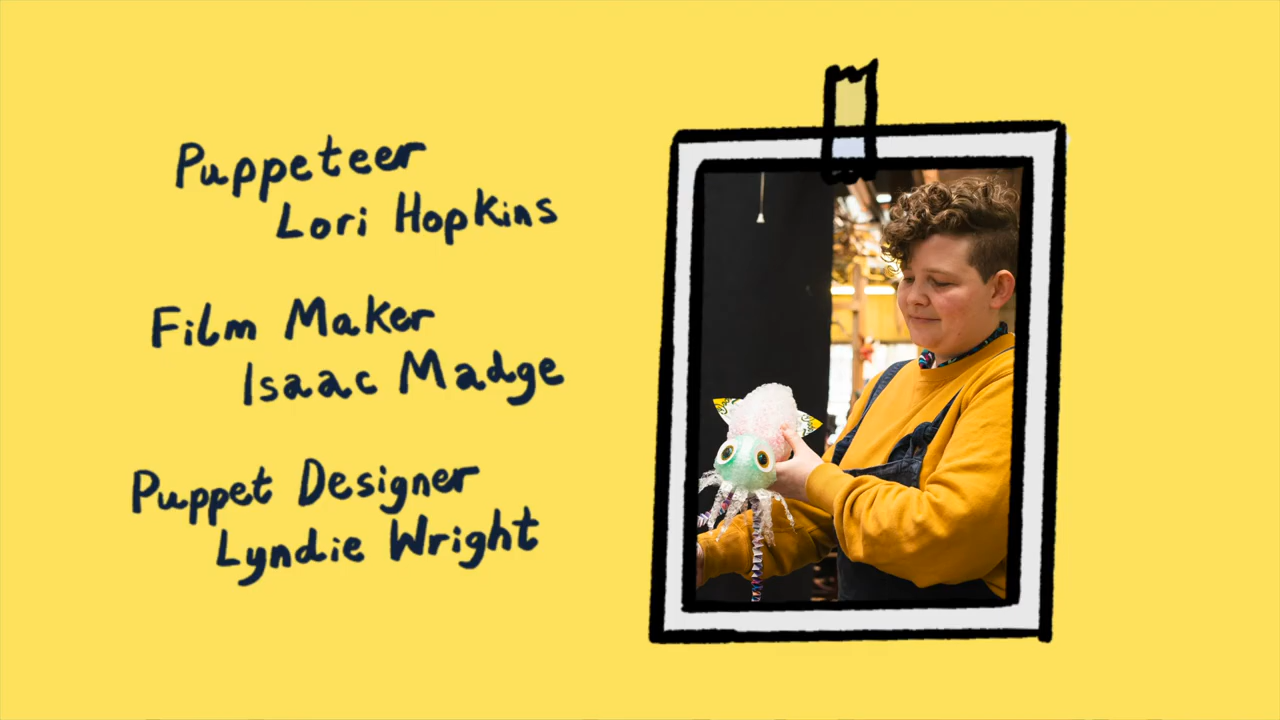 Puppeteer
Lori Hopkins
Film Maker
Isaac Madge
Puppet Designer
Lyndie Wright